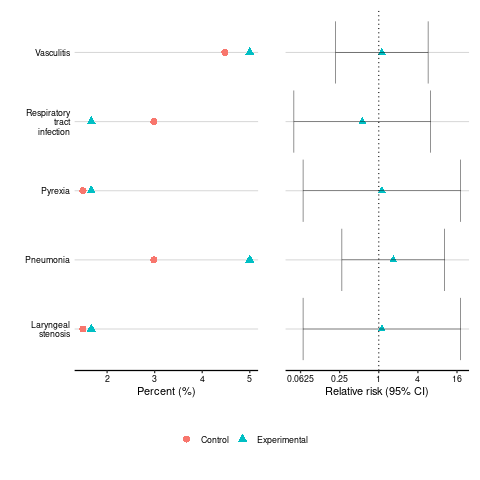 Vasculitis
Respiratory
tract
infection
Pyrexia
Pneumonia
Laryngeal
stenosis
2 3 4 5
Percent (%)
0.0625 0.25 1 4 16
Relative risk (95% CI)
Control Experimental